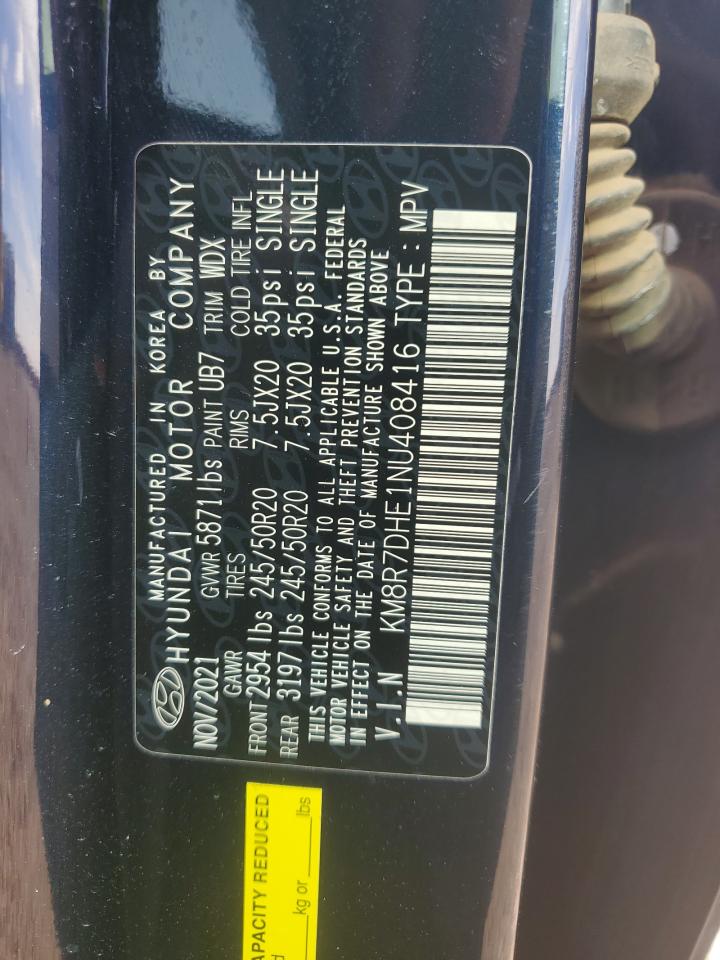 MANUFACTURED IN KOREA BY
HYUNDAI MOTOR COMPANY
NOV/2021 GVWR 5871lbs PAINT UB7 TRIM WDX
GAWR TIRES RMS COLD TIRE INFL
FRONT 2954 lbs 245/50R20 7.5JX20 35psi SINGLE
REAR 3197 lbs 245/50R20 7.5JX20 35psi SINGLE
THIS VEHICLE CONFORMS TO ALL APPLICABLE U.S.A. FEDERAL
MOTOR VEHICLE SAFETY AND THEFT PREVENTION STANDARDS
IN EFFECT ON THE DATE OF MANUFACTURE SHOWN ABOVE
V.I.N KM8R7DHE1NU408416 TYPE : MPV
APACITY REDUCED
kg or lbs